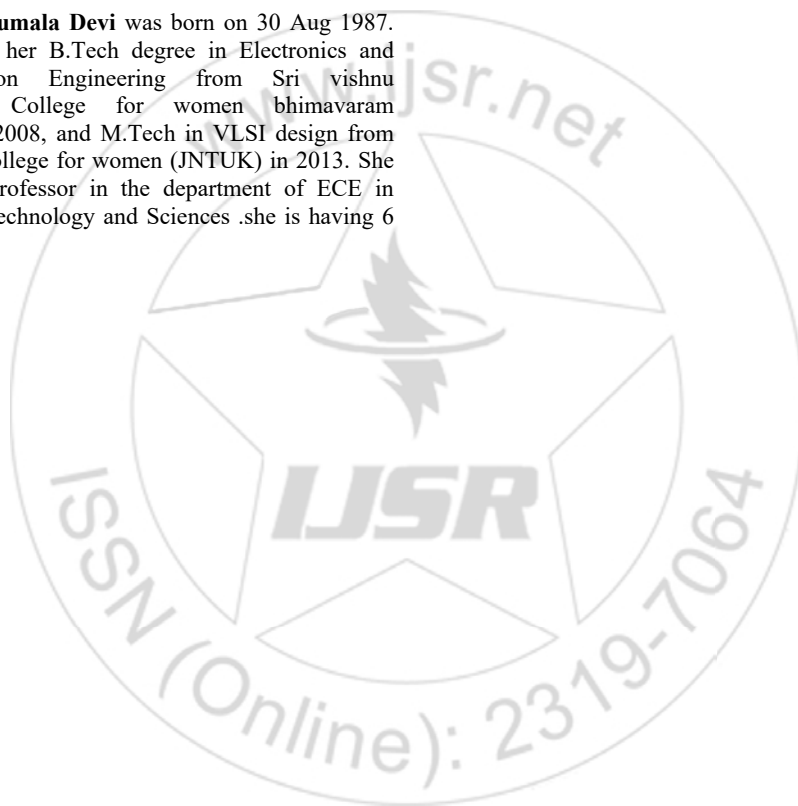 umala Devi was born on 30 Aug 1987.
her B.Tech degree in Electronics and
on Engineering from Sri vishnu
College for women bhimavaram
2008, and M.Tech in VLSI design from
ollege for women (JNTUK) in 2013. She
rofessor in the department of ECE in
echnology and Sciences .she is having 6
www.ijsr.net
IJSR
ISSN (Online): 2319-7064